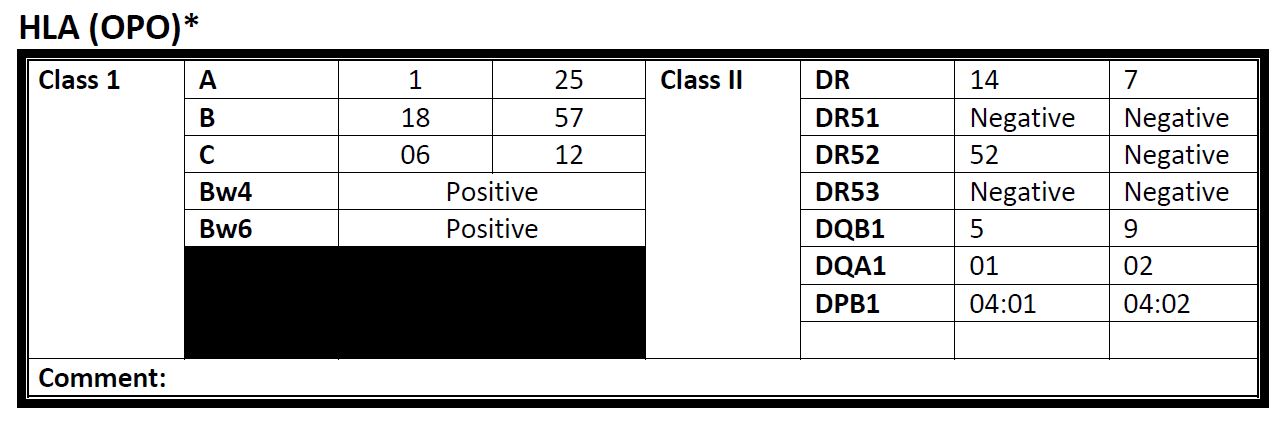 HLA (OPO)*
Class 1 A 1 25 Class II DR 14 7
B 18 57 DR51 Negative Negative
C 06 12 DR52 52 Negative
Bw4 Positive DR53 Negative Negative
Bw6 Positive DQB1 5 9
DQA1 01 02
DPB1 04:01 04:02
Comment: